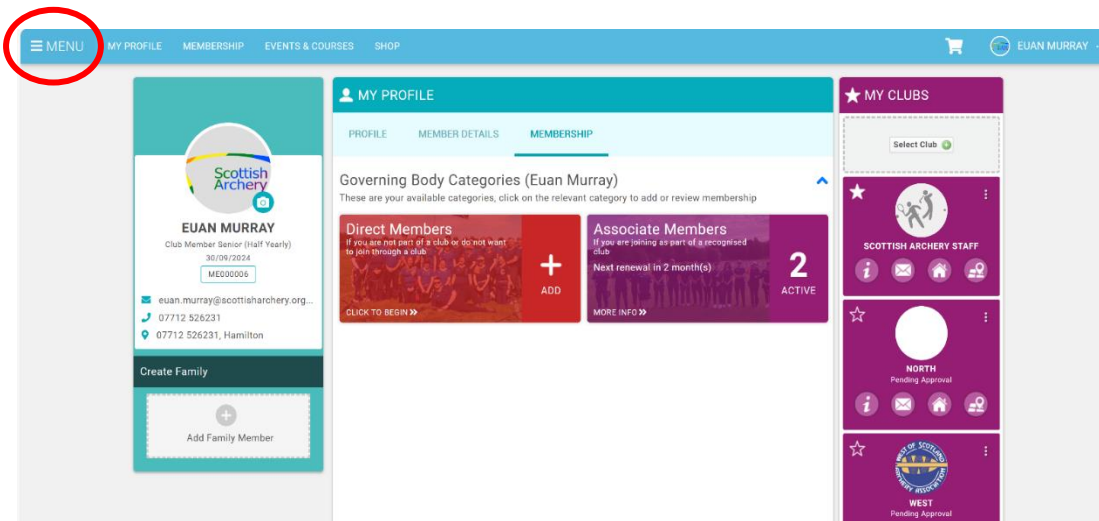 MENU MY PROFILE MEMBERSHIP EVENTS & COURSES SHOP EUAN MURRAY
Scottish
Archery
EUAN MURRAY
Club Member Senior (Half Yearly)
30/09/2024
ME000006
euan.murray@scottisharchery.org...
07712 526231
07712 526231, Hamilton
Create Family
Add Family Member
MY PROFILE
PROFILE MEMBER DETAILS MEMBERSHIP
Governing Body Categories (Euan Murray)
These are your available categories, click on the relevant category to add or review membership
Direct Members
If you are not part of a club or do not want
to join through a club
ADD
CLICK TO BEGIN
Associate Members
If you are joining as part of a recognised
club
Next renewal in 2 month(s)
2
ACTIVE
MORE INFO
MY CLUBS
Select Club
SCOTTISH ARCHERY STAFF
NORTH
Pending Approval
WEST OF SCOTLAND
ARCHERY ASSOCIATION
WEST
Pending Approval